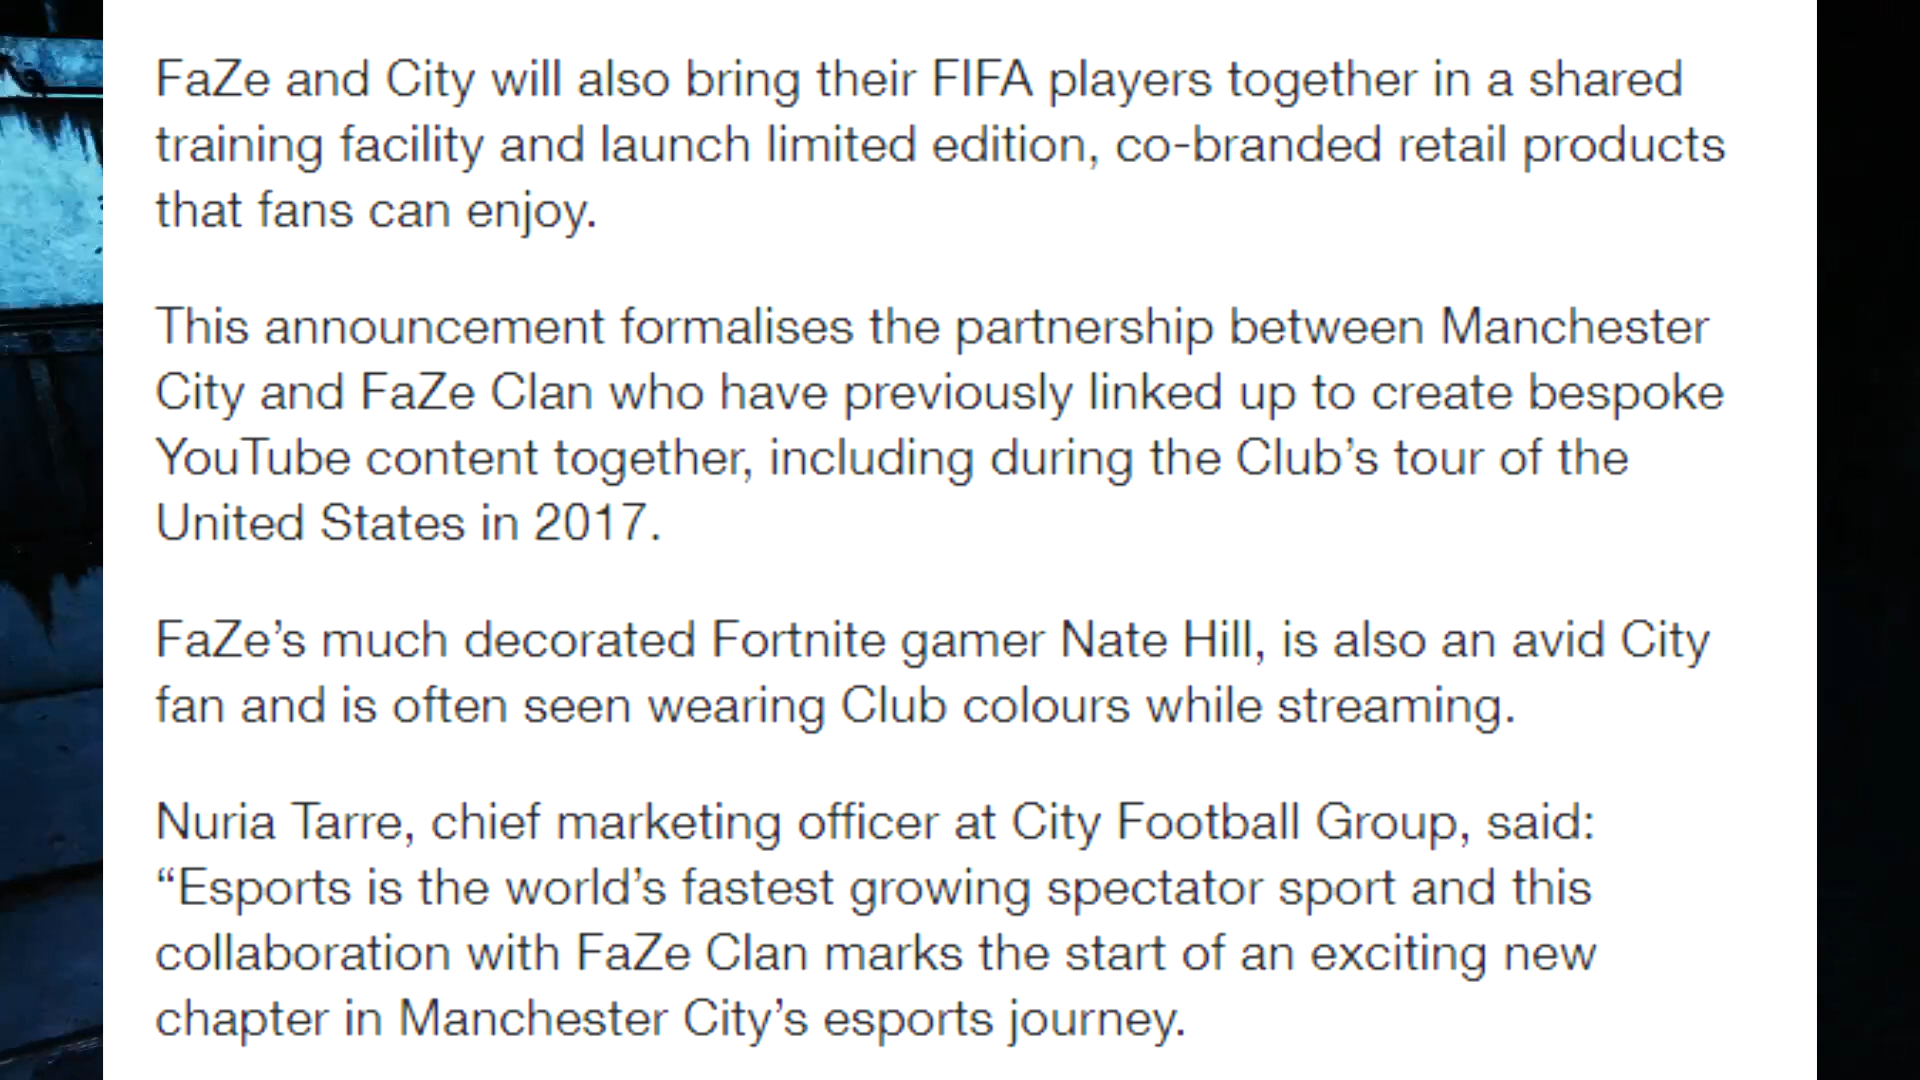 FaZe and City will also bring their FIFA players together in a shared
training facility and launch limited edition, co-branded retail products
that fans can enjoy.
This announcement formalises the partnership between Manchester
City and FaZe Clan who have previously linked up to create bespoke
YouTube content together, including during the Club’s tour of the
United States in 2017.
FaZe’s much decorated Fortnite gamer Nate Hill, is also an avid City
fan and is often seen wearing Club colours while streaming.
Nuria Tarre, chief marketing officer at City Football Group, said:
“Esports is the world’s fastest growing spectator sport and this
collaboration with FaZe Clan marks the start of an exciting new
chapter in Manchester City’s esports journey.